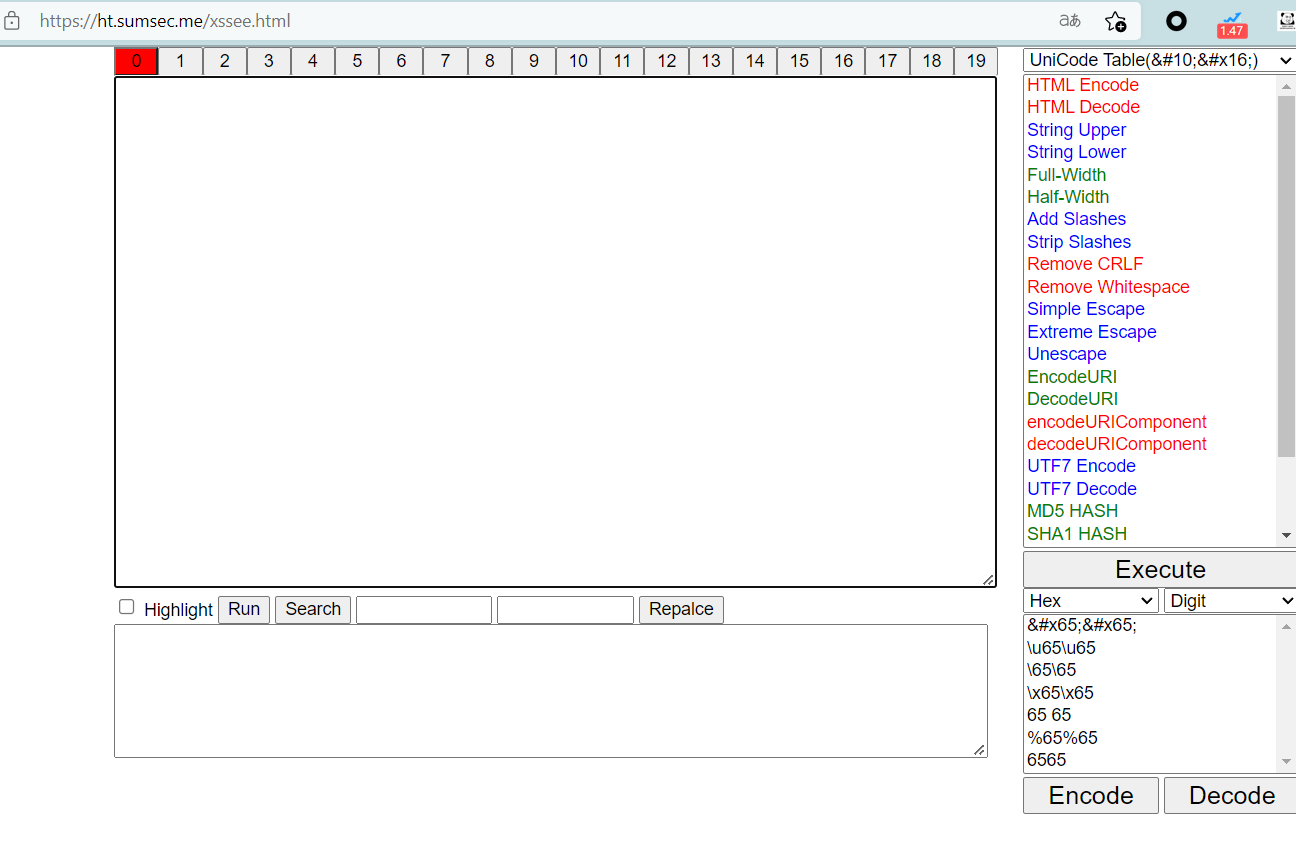 https://ht.sumsec.me/xssee.html
aあ
1.47
0 1 2 3 4 5 6 7 8 9 10 11 12 13 14 15 16 17 18 19
UniCode Table(&#10;&#x16;)
HTML Encode
HTML Decode
String Upper
String Lower
Full-Width
Half-Width
Add Slashes
Strip Slashes
Remove CRLF
Remove Whitespace
Simple Escape
Extreme Escape
Unescape
EncodeURI
DecodeURI
encodeURIComponent
decodeURIComponent
UTF7 Encode
UTF7 Decode
MD5 HASH
SHA1 HASH
Execute
Highlight Run Search Repalce
Hex Digit
&#x65;&#x65;
\u65\u65
\65\65
\x65\x65
65 65
%65%65
6565
Encode Decode